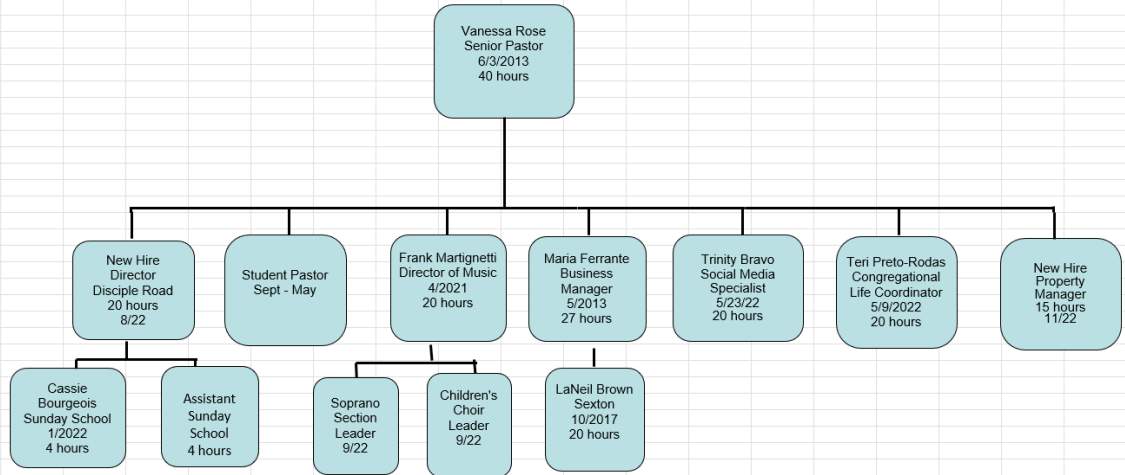 Vanessa Rose
Senior Pastor
6/3/2013
40 hours
New Hire
Director
Disciple Road
20 hours
8/22
Student Pastor
Sept - May
Frank Martignetti
Director of Music
4/2021
20 hours
Maria Ferrante
Business
Manager
5/2013
27 hours
Trinity Bravo
Social Media
Specialist
5/23/22
20 hours
Teri Preto-Rodas
Congregational
Life Coordinator
5/9/2022
20 hours
New Hire
Property
Manager
15 hours
11/22
Cassie
Bourgeois
Sunday School
1/2022
4 hours
Assistant
Sunday
School
4 hours
Soprano
Section
Leader
9/22
Children's
Choir
Leader
9/22
LaNeil Brown
Sexton
10/2017
20 hours